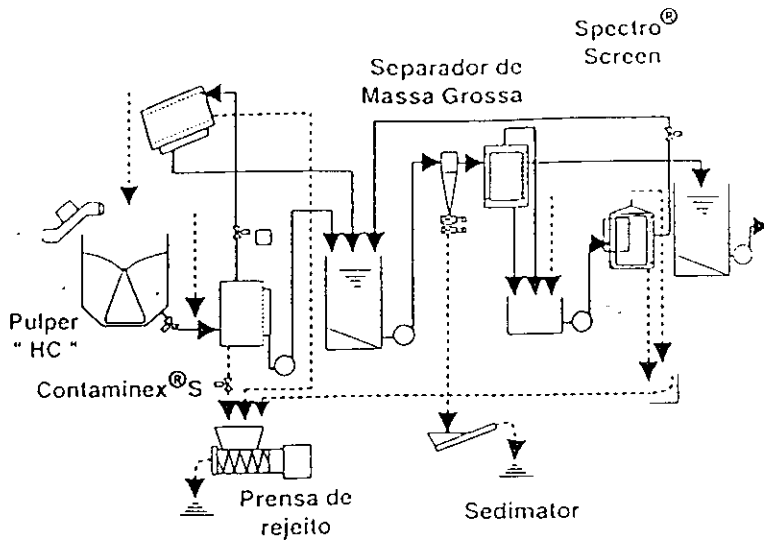 Spectro®
Screen
Separador de
Massa Grossa
Pulper
" HC "
Contaminex® S
Prensa de
rejeito
Sedimator